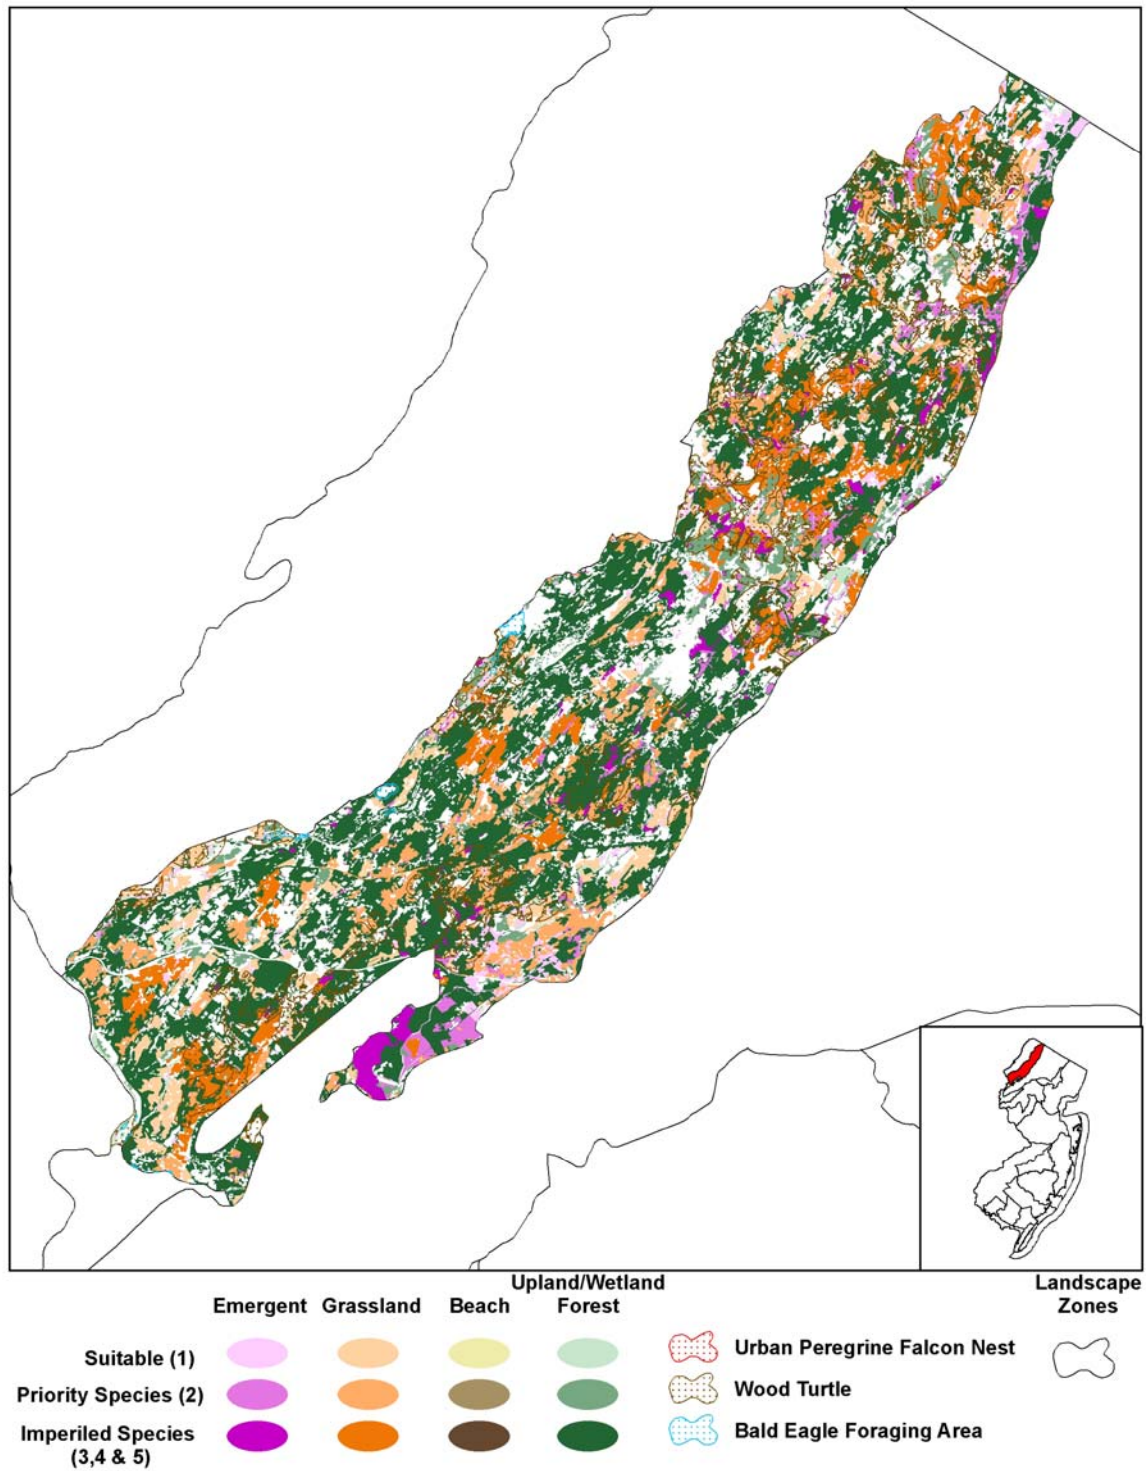 Upland/Wetland
Landscape
Emergent Grassland Beach Forest Zones
Suitable (1)
Urban Peregrine Falcon Nest
Priority Species (2)
Wood Turtle
Imperiled Species
Bald Eagle Foraging Area
(3,4 & 5)